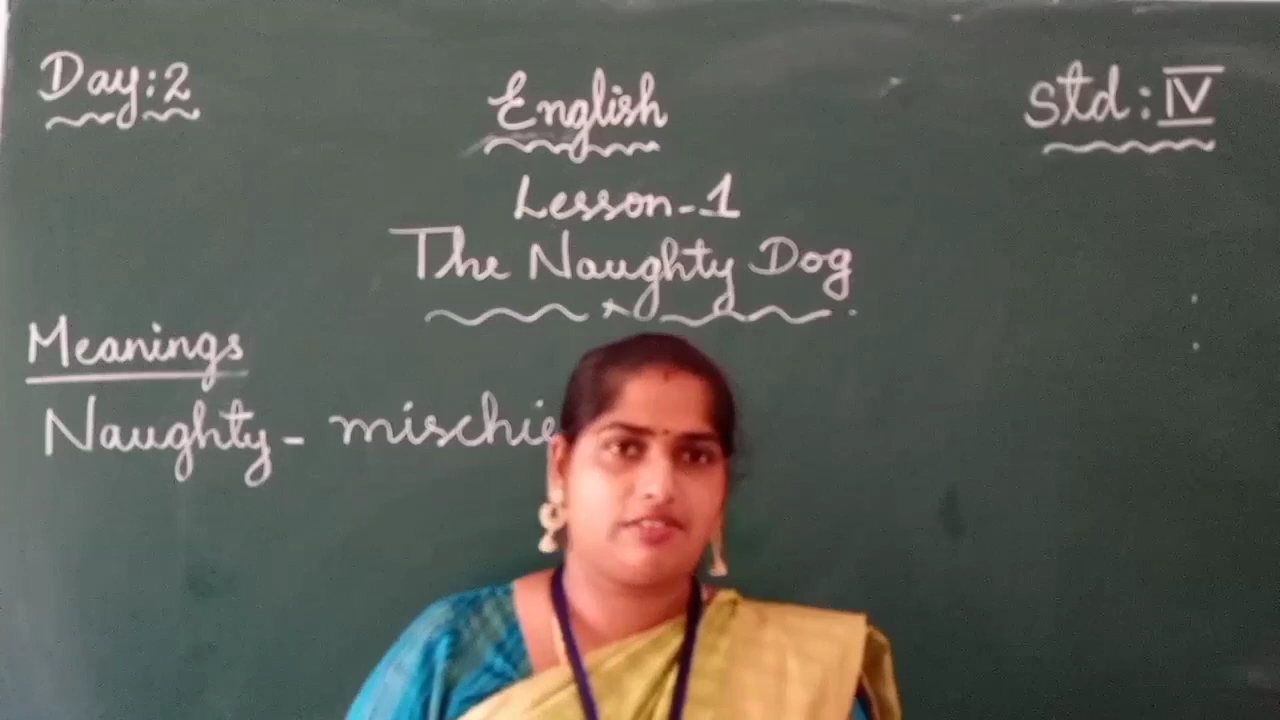 Day:2
English
Std: IV
Lesson-1
The Naughty Dog
Meanings
Naughty- mischie